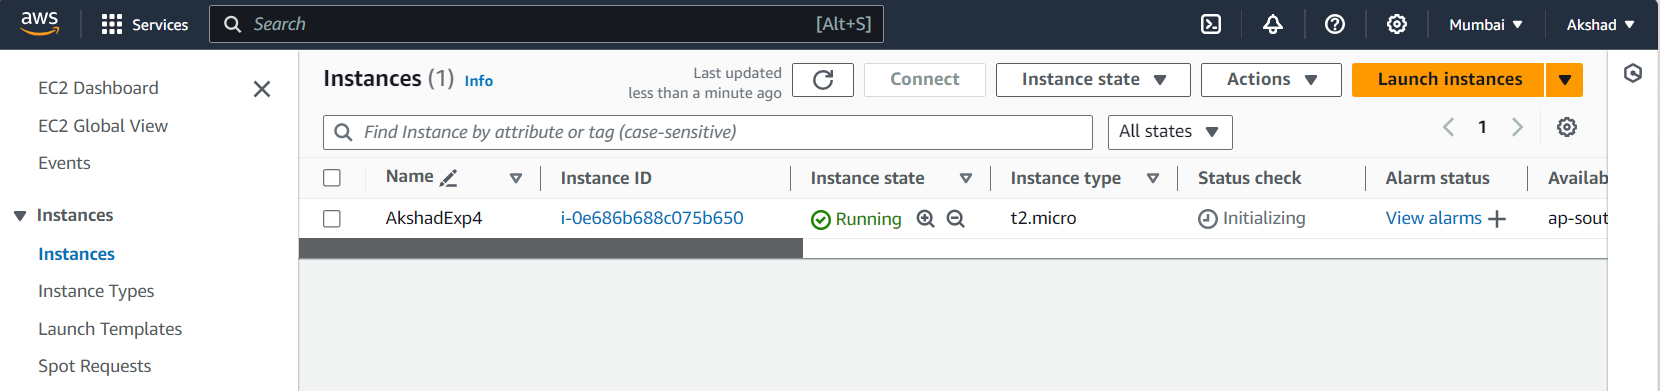 aws Services Search [Alt+S] Mumbai Akshad
EC2 Dashboard
EC2 Global View
Events
Instances
Instances
Instance Types
Launch Templates
Spot Requests
Instances (1) Info
Last updated
less than a minute ago
Connect Instance state Actions Launch instances
Find Instance by attribute or tag (case-sensitive) All states 1
Name Instance ID Instance state Instance type Status check Alarm status Availab
AkshadExp4 i-0e686b688c075b650 Running t2.micro Initializing View alarms + ap-sout